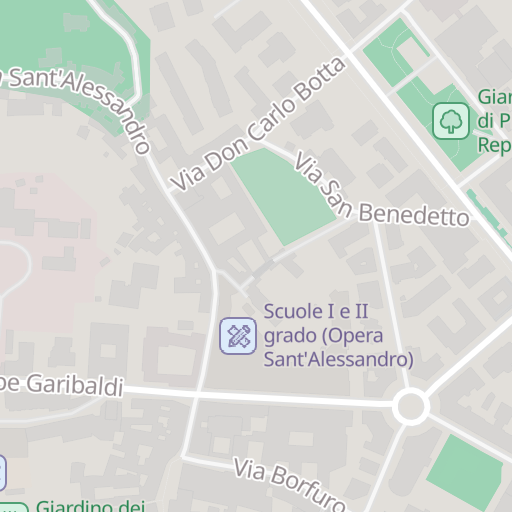 Sant'Alessandro
Via Don Carlo Botta
Via San Benedetto
Scuole I e II
grado (Opera
Sant'Alessandro)
Garibaldi
Via Borfuro
Giardino dei